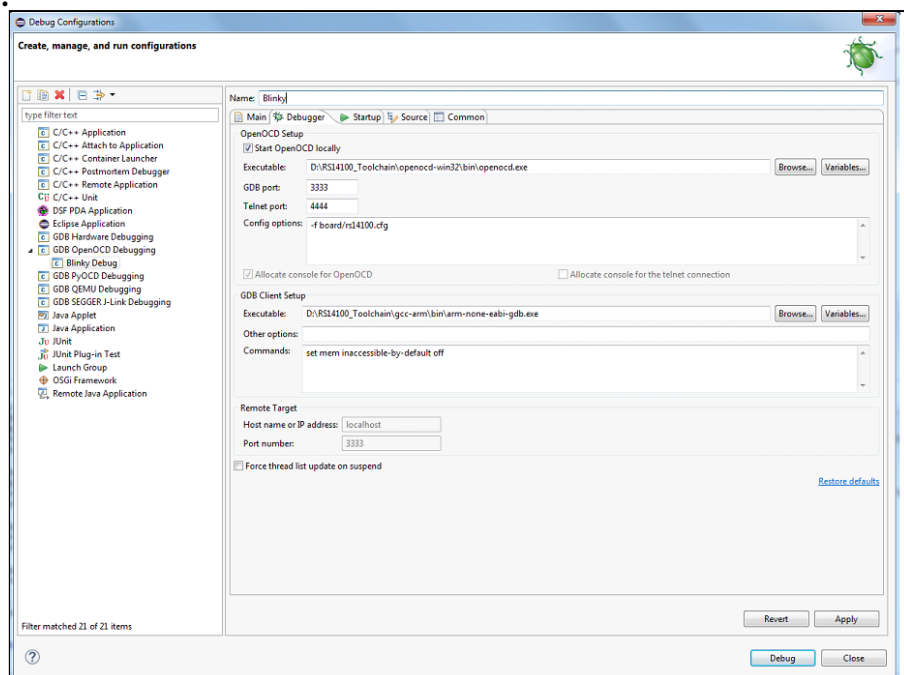 Debug Configurations
Create, manage, and run configurations
type filter text
C/C++ Application
C/C++ Attach to Application
C/C++ Container Launcher
C/C++ Postmortem Debugger
C/C++ Remote Application
C/C++ Unit
DSF PDA Application
Eclipse Application
GDB Hardware Debugging
GDB OpenOCD Debugging
Blinky Debug
GDB PyOCD Debugging
GDB QEMU Debugging
GDB SEGGER J-Link Debugging
Java Applet
Java Application
JUnit
JUnit Plug-in Test
Launch Group
OSGi Framework
Remote Java Application
Filter matched 21 of 21 items
Name: Blinky
Main Debugger Startup Source Common
OpenOCD Setup
Start OpenOCD locally
Executable: D:\RS14100_Toolchain\openocd-win32\bin\openocd.exe Browse... Variables...
GDB port: 3333
Telnet port: 4444
Config options: -f board/rs14100.cfg
Allocate console for OpenOCD Allocate console for the telnet connection
GDB Client Setup
Executable: D:\RS14100_Toolchain\gcc-arm\bin\arm-none-eabi-gdb.exe Browse... Variables...
Other options:
Commands: set mem inaccessible-by-default off
Remote Target
Host name or IP address: localhost
Port number: 3333
Force thread list update on suspend
Restore defaults
Revert Apply
Debug Close